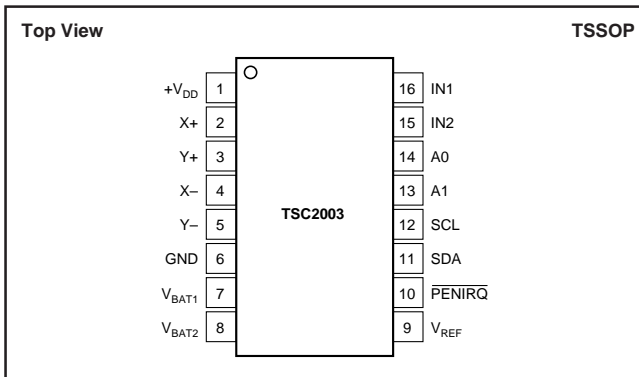 Top View TSSOP
+VDD 1 16 IN1
X+ 2 15 IN2
Y+ 3 14 A0
X– 4 13 A1
TSC2003
Y– 5 12 SCL
GND 6 11 SDA
VBAT1 7 10 PENIRQ
VBAT2 8 9 VREF